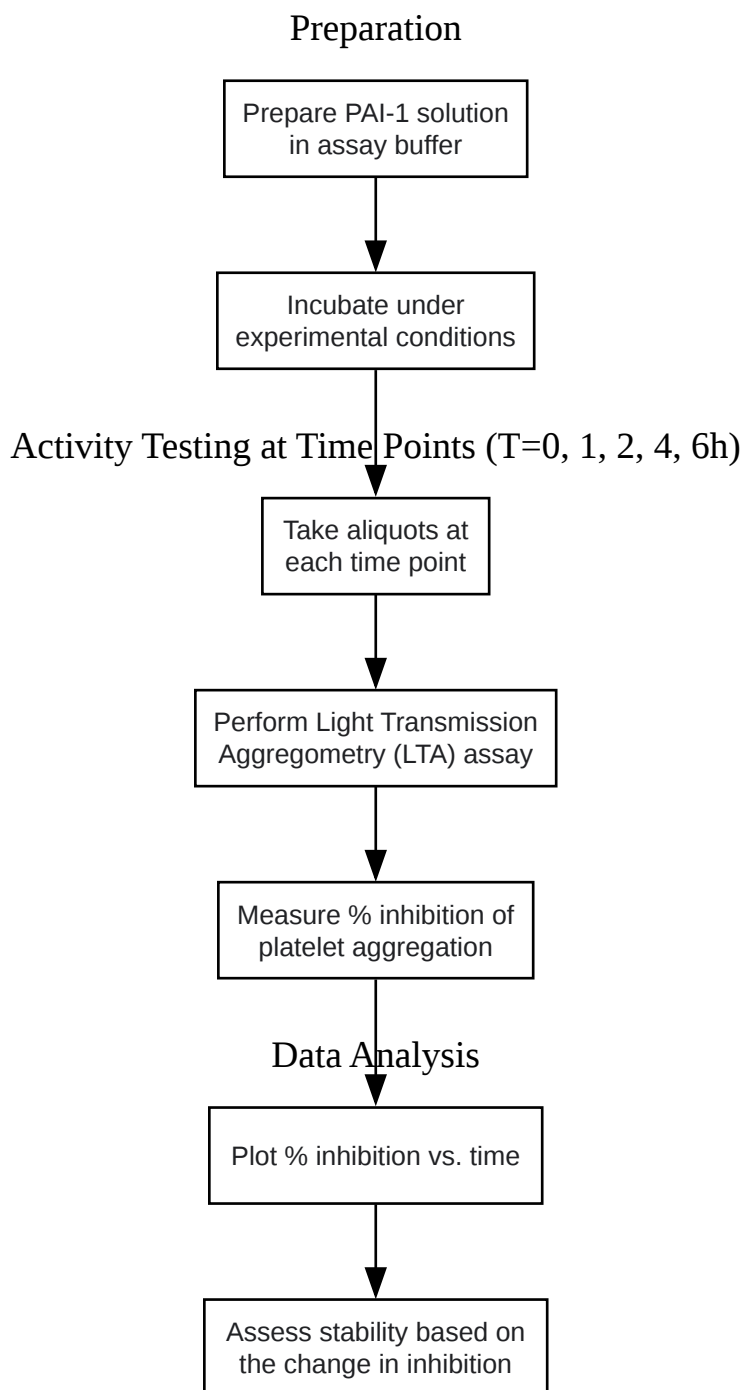 Preparation
Prepare PAI-1 solution
in assay buffer
Incubate under
experimental conditions
Activity Testing at Time Points (T=0, 1, 2, 4, 6h)
Take aliquots at
each time point
Perform Light Transmission
Aggregometry (LTA) assay
Measure % inhibition of
platelet aggregation
Data Analysis
Plot % inhibition vs. time
Assess stability based on
the change in inhibition